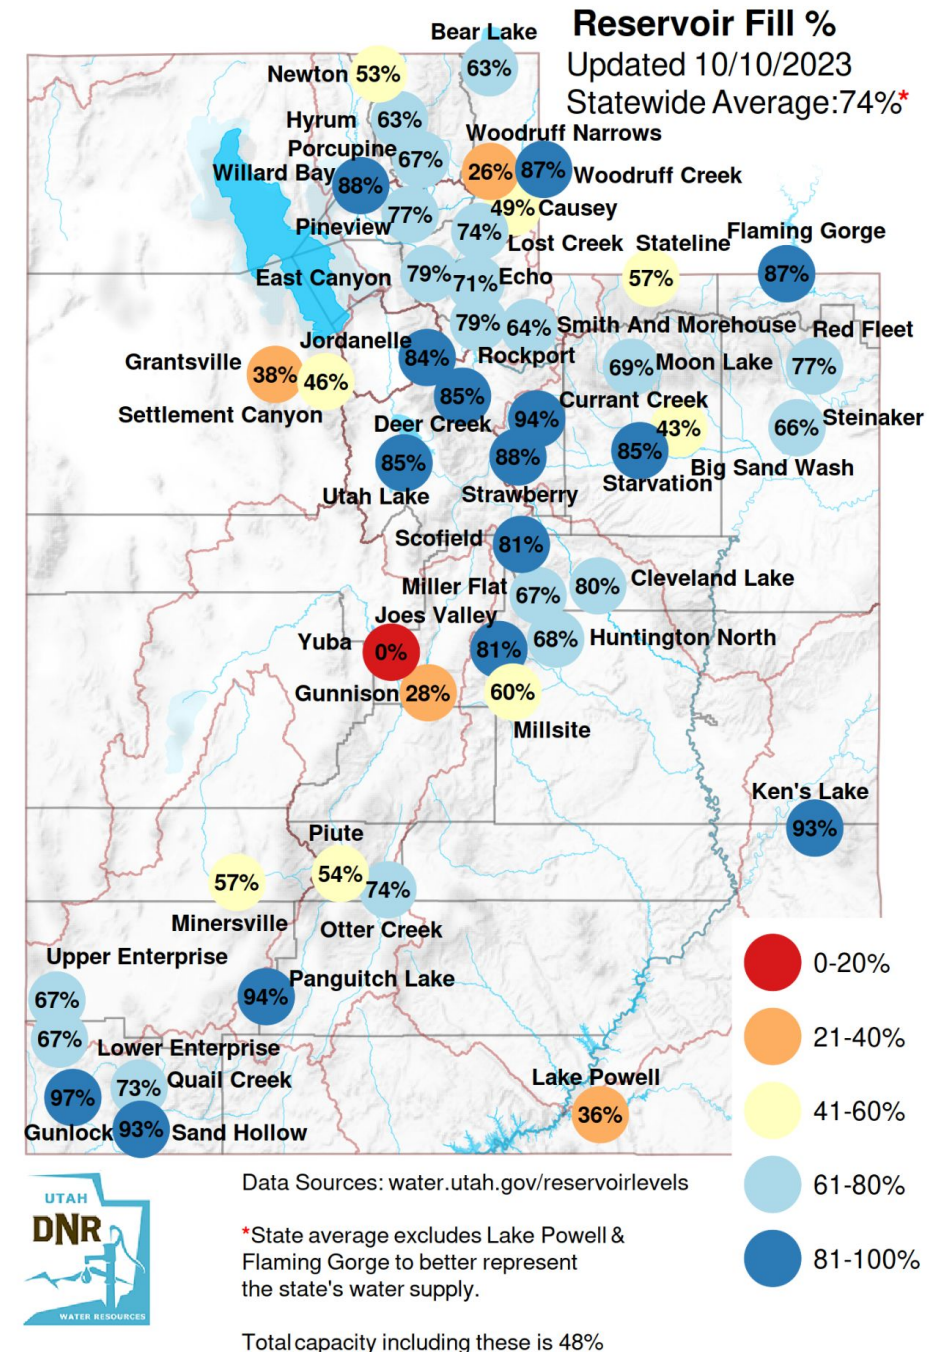 Reservoir Fill %
Updated 10/10/2023
Statewide Average:74%*
Bear Lake
63%
Newton 53%
Hyrum 63%
Porcupine 67%
Woodruff Narrows
26%
87% Woodruff Creek
Willard Bay 88%
49% Causey
Pineview 77%
74% Lost Creek
Stateline
57%
Flaming Gorge
87%
East Canyon 79%
71% Echo
79%
Rockport
64% Smith And Morehouse
Red Fleet
77%
Jordanelle
84%
Grantsville
38%
46%
Settlement Canyon
69% Moon Lake
85%
Deer Creek
Currant Creek
94%
43%
Big Sand Wash
66% Steinaker
85%
Utah Lake
88%
Strawberry
85%
Starvation
Scofield 81%
Miller Flat 67%
80% Cleveland Lake
Joes Valley
81%
68% Huntington North
Yuba 0%
Gunnison 28%
60%
Millsite
Ken's Lake
93%
Piute
54%
74%
Otter Creek
57%
Minersville
Upper Enterprise
67%
Panguitch Lake
94%
67%
Lower Enterprise
73% Quail Creek
97%
Gunlock
93% Sand Hollow
Lake Powell
36%
0-20%
21-40%
41-60%
61-80%
81-100%
UTAH
DNR
WATER RESOURCES
Data Sources: water.utah.gov/reservoirlevels
*State average excludes Lake Powell &
Flaming Gorge to better represent
the state's water supply.
Total capacity including these is 48%